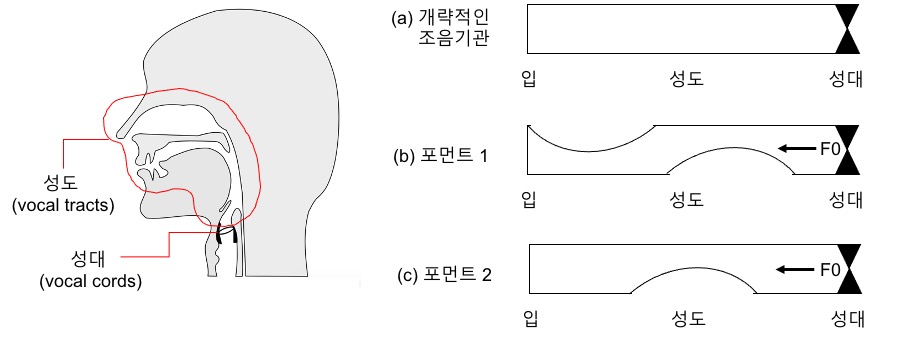 성도
(vocal tracts)
성대
(vocal cords)
(a) 개략적인
조음기관
입 성도 성대
(b) 포먼트 1
F0
입 성도 성대
(c) 포먼트 2
F0
입 성도 성대